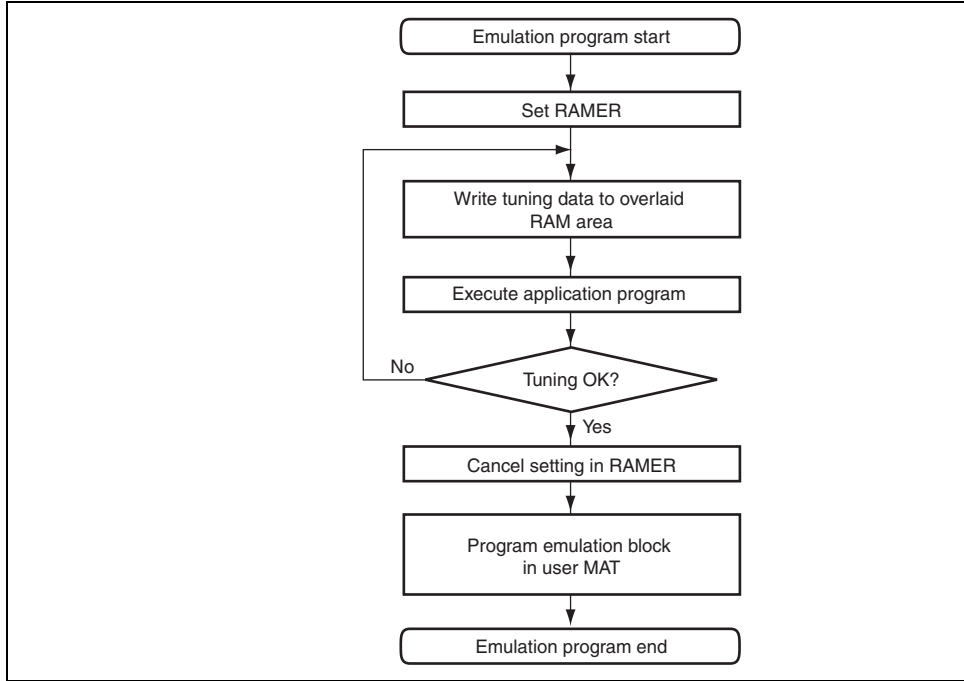 Emulation program start
Set RAMER
Write tuning data to overlaid
RAM area
Execute application program
No
Tuning OK?
Yes
Cancel setting in RAMER
Program emulation block
in user MAT
Emulation program end